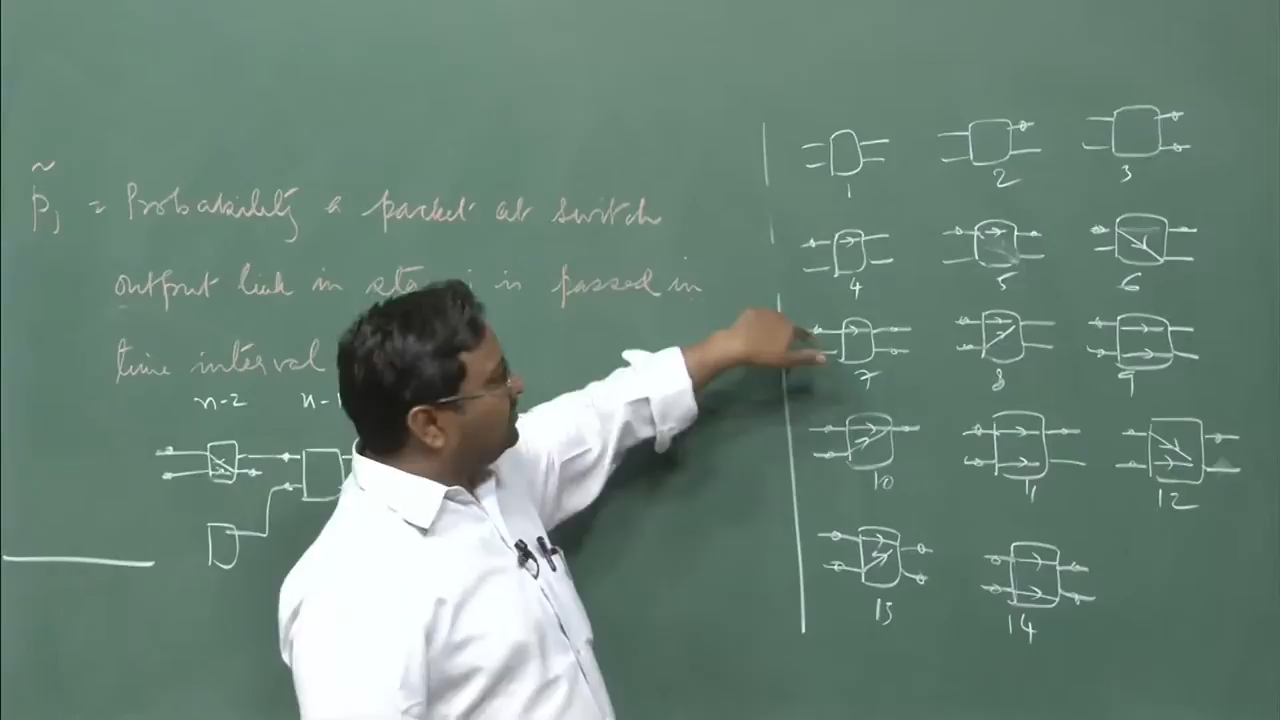 p̃ⱼ = Probability a packet at switch
output link in is passed in
time interval
n-2 n-1
1 2 3
4 5 6
7 8 9
10 11 12
13 14